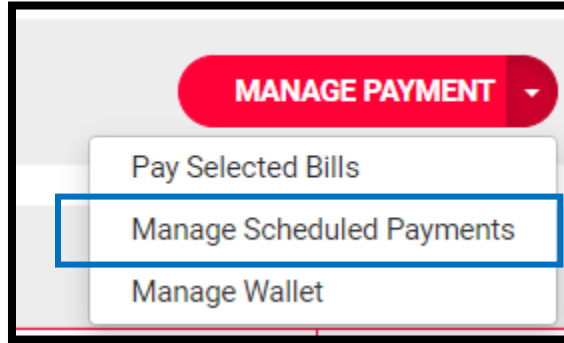 MANAGE PAYMENT
Pay Selected Bills
Manage Scheduled Payments
Manage Wallet